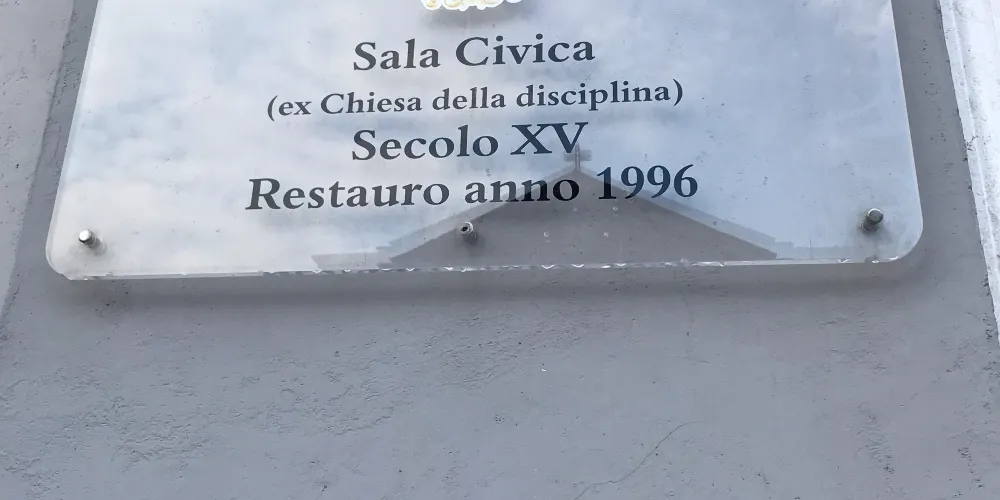 Sala Civica
(ex Chiesa della disciplina)
Secolo XV
Restauro anno 1996